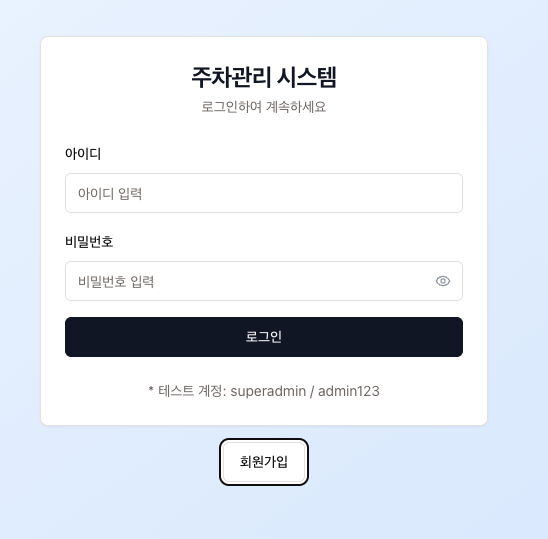 주차관리 시스템
로그인하여 계속하세요
아이디
아이디 입력
비밀번호
비밀번호 입력
로그인
* 테스트 계정: superadmin / admin123
회원가입